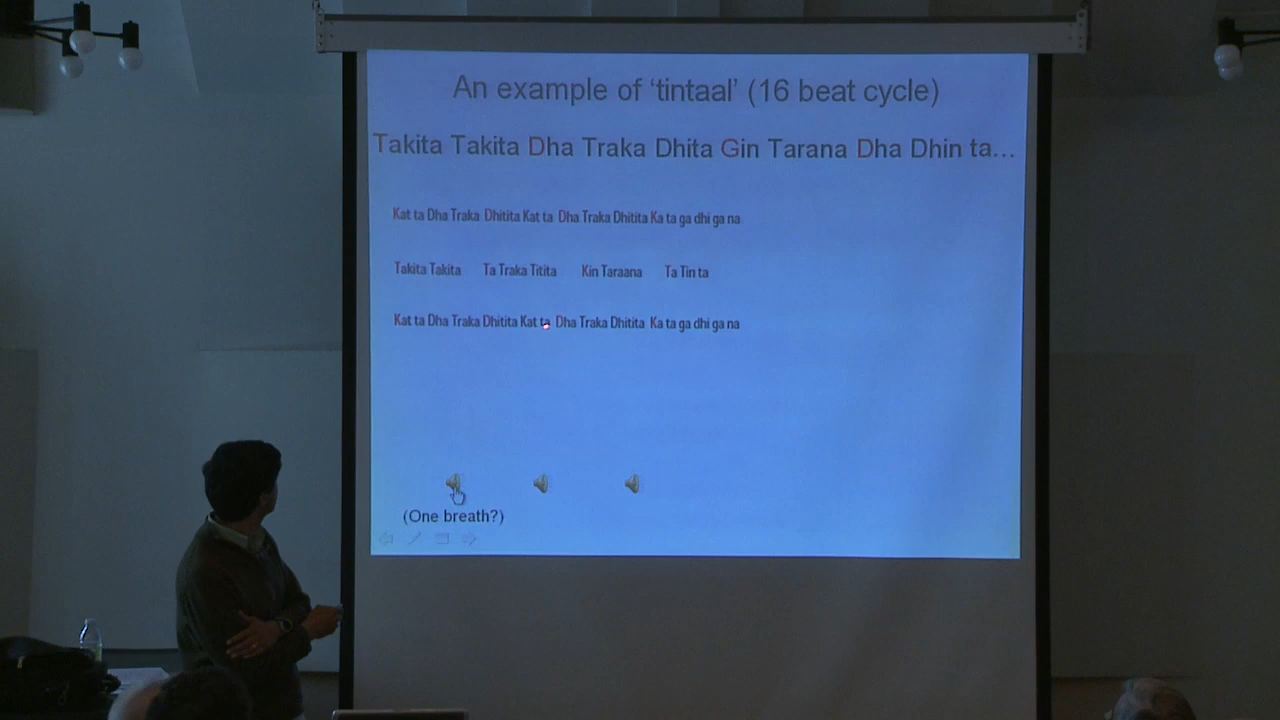 An example of ‘tintaal’ (16 beat cycle)
Takita Takita Dha Traka Dhita Gin Tarana Dha Dhin ta...
Kat ta Dha Traka Dhitita Kat ta Dha Traka Dhitita Ka ta ga dhi ga na
Takita Takita Ta Traka Titita Kin Taraana Ta Tin ta
Kat ta Dha Traka Dhitita Kat ta Dha Traka Dhitita Ka ta ga dhi ga na
(One breath?)